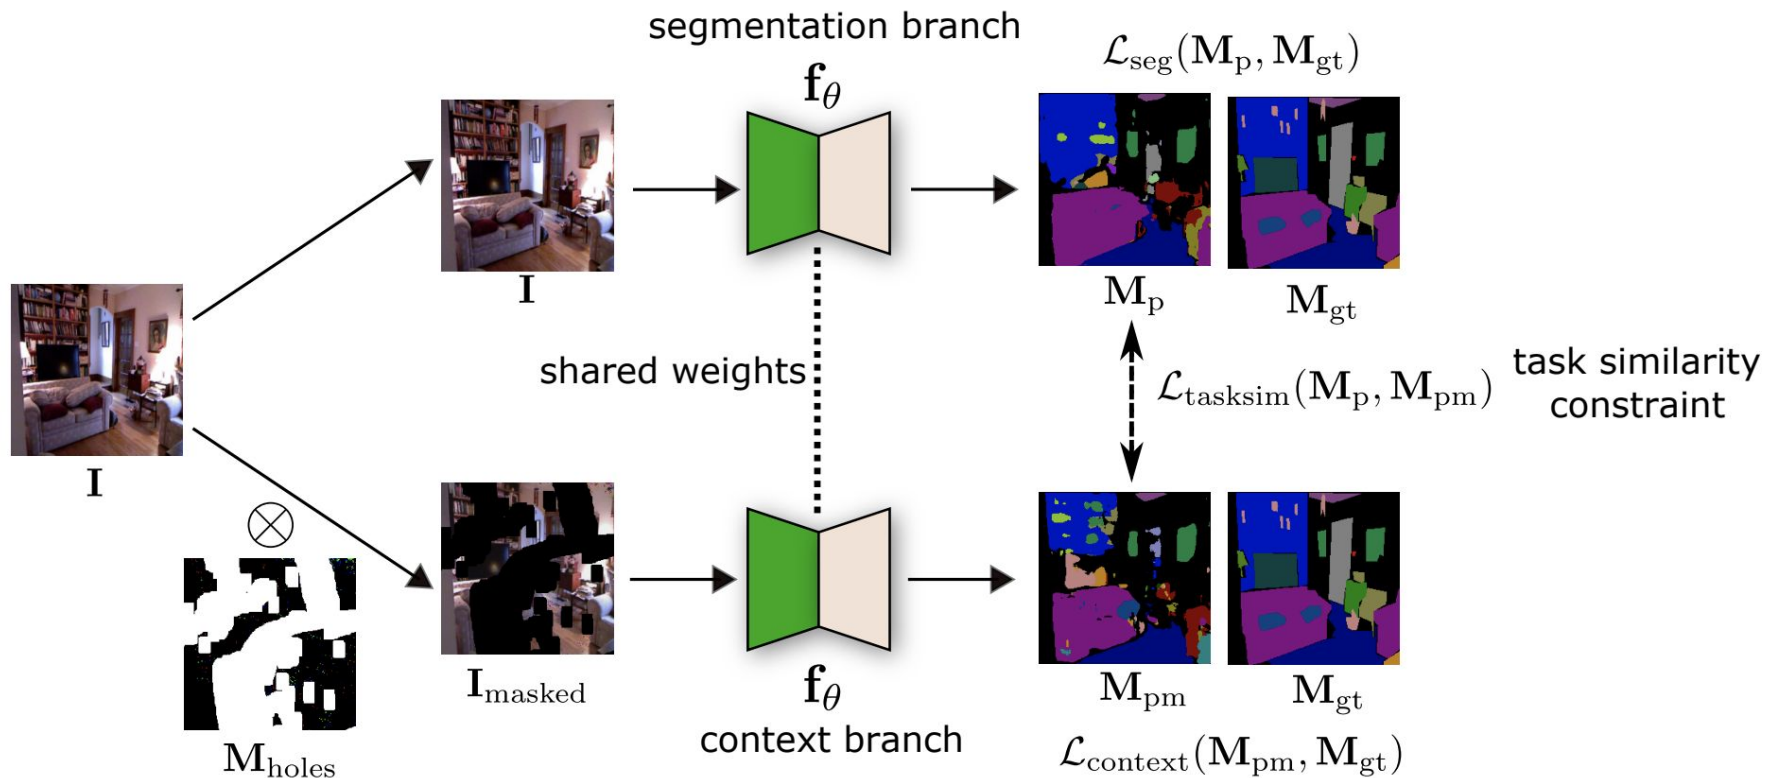 segmentation branch
f_θ
L_seg(M_p, M_gt)
I
M_p
M_gt
I
shared weights
L_tasksim(M_p, M_pm)
task similarity
constraint
M_holes
I_masked
f_θ
context branch
M_pm
M_gt
L_context(M_pm, M_gt)